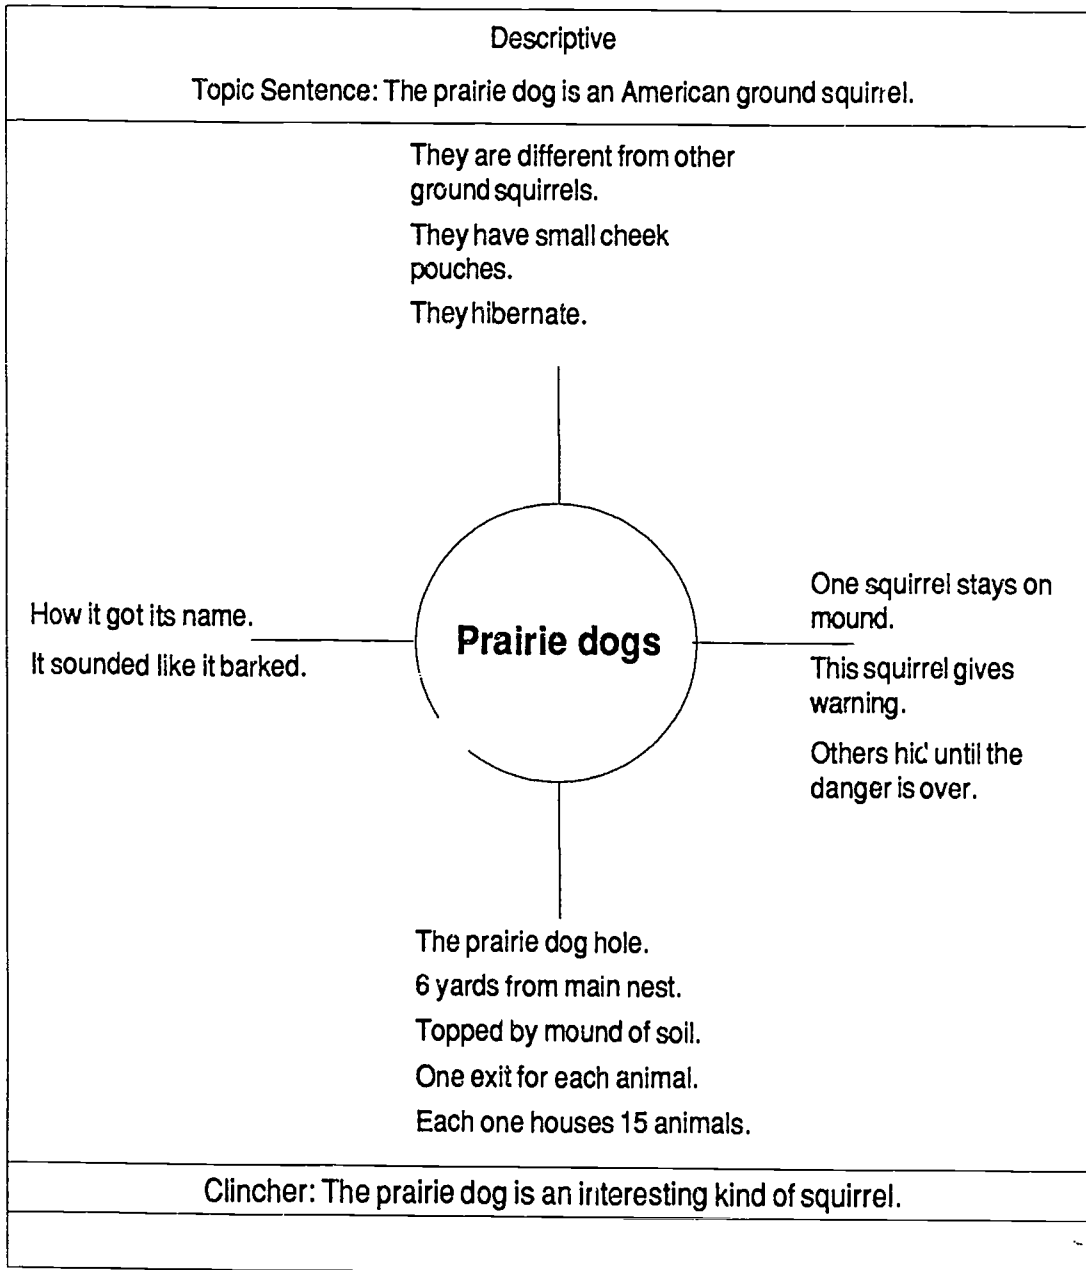 Descriptive
Topic Sentence: The prairie dog is an American ground squirrel.
They are different from other
ground squirrels.
They have small cheek
pouches.
They hibernate.
How it got its name.
It sounded like it barked.
Prairie dogs
One squirrel stays on
mound.
This squirrel gives
warning.
Others hid until the
danger is over.
The prairie dog hole.
6 yards from main nest.
Topped by mound of soil.
One exit for each animal.
Each one houses 15 animals.
Clincher: The prairie dog is an interesting kind of squirrel.